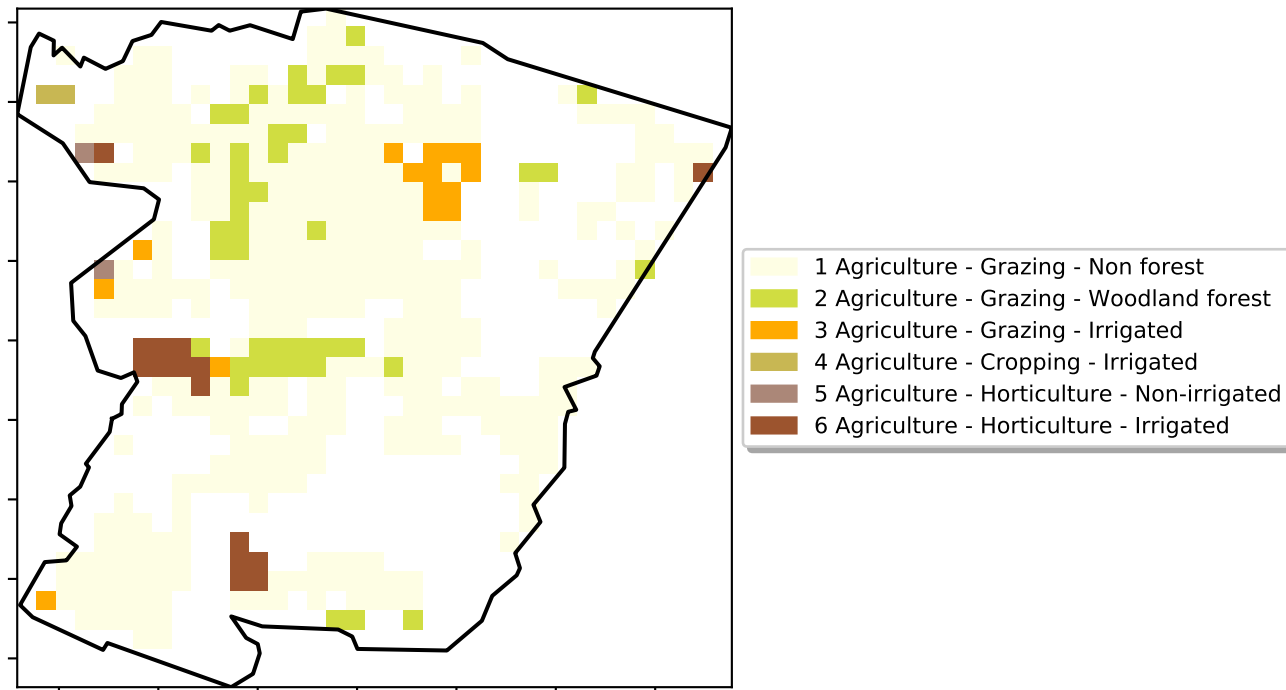 1 Agriculture - Grazing - Non forest
2 Agriculture - Grazing - Woodland forest
3 Agriculture - Grazing - Irrigated
4 Agriculture - Cropping - Irrigated
5 Agriculture - Horticulture - Non-irrigated
6 Agriculture - Horticulture - Irrigated